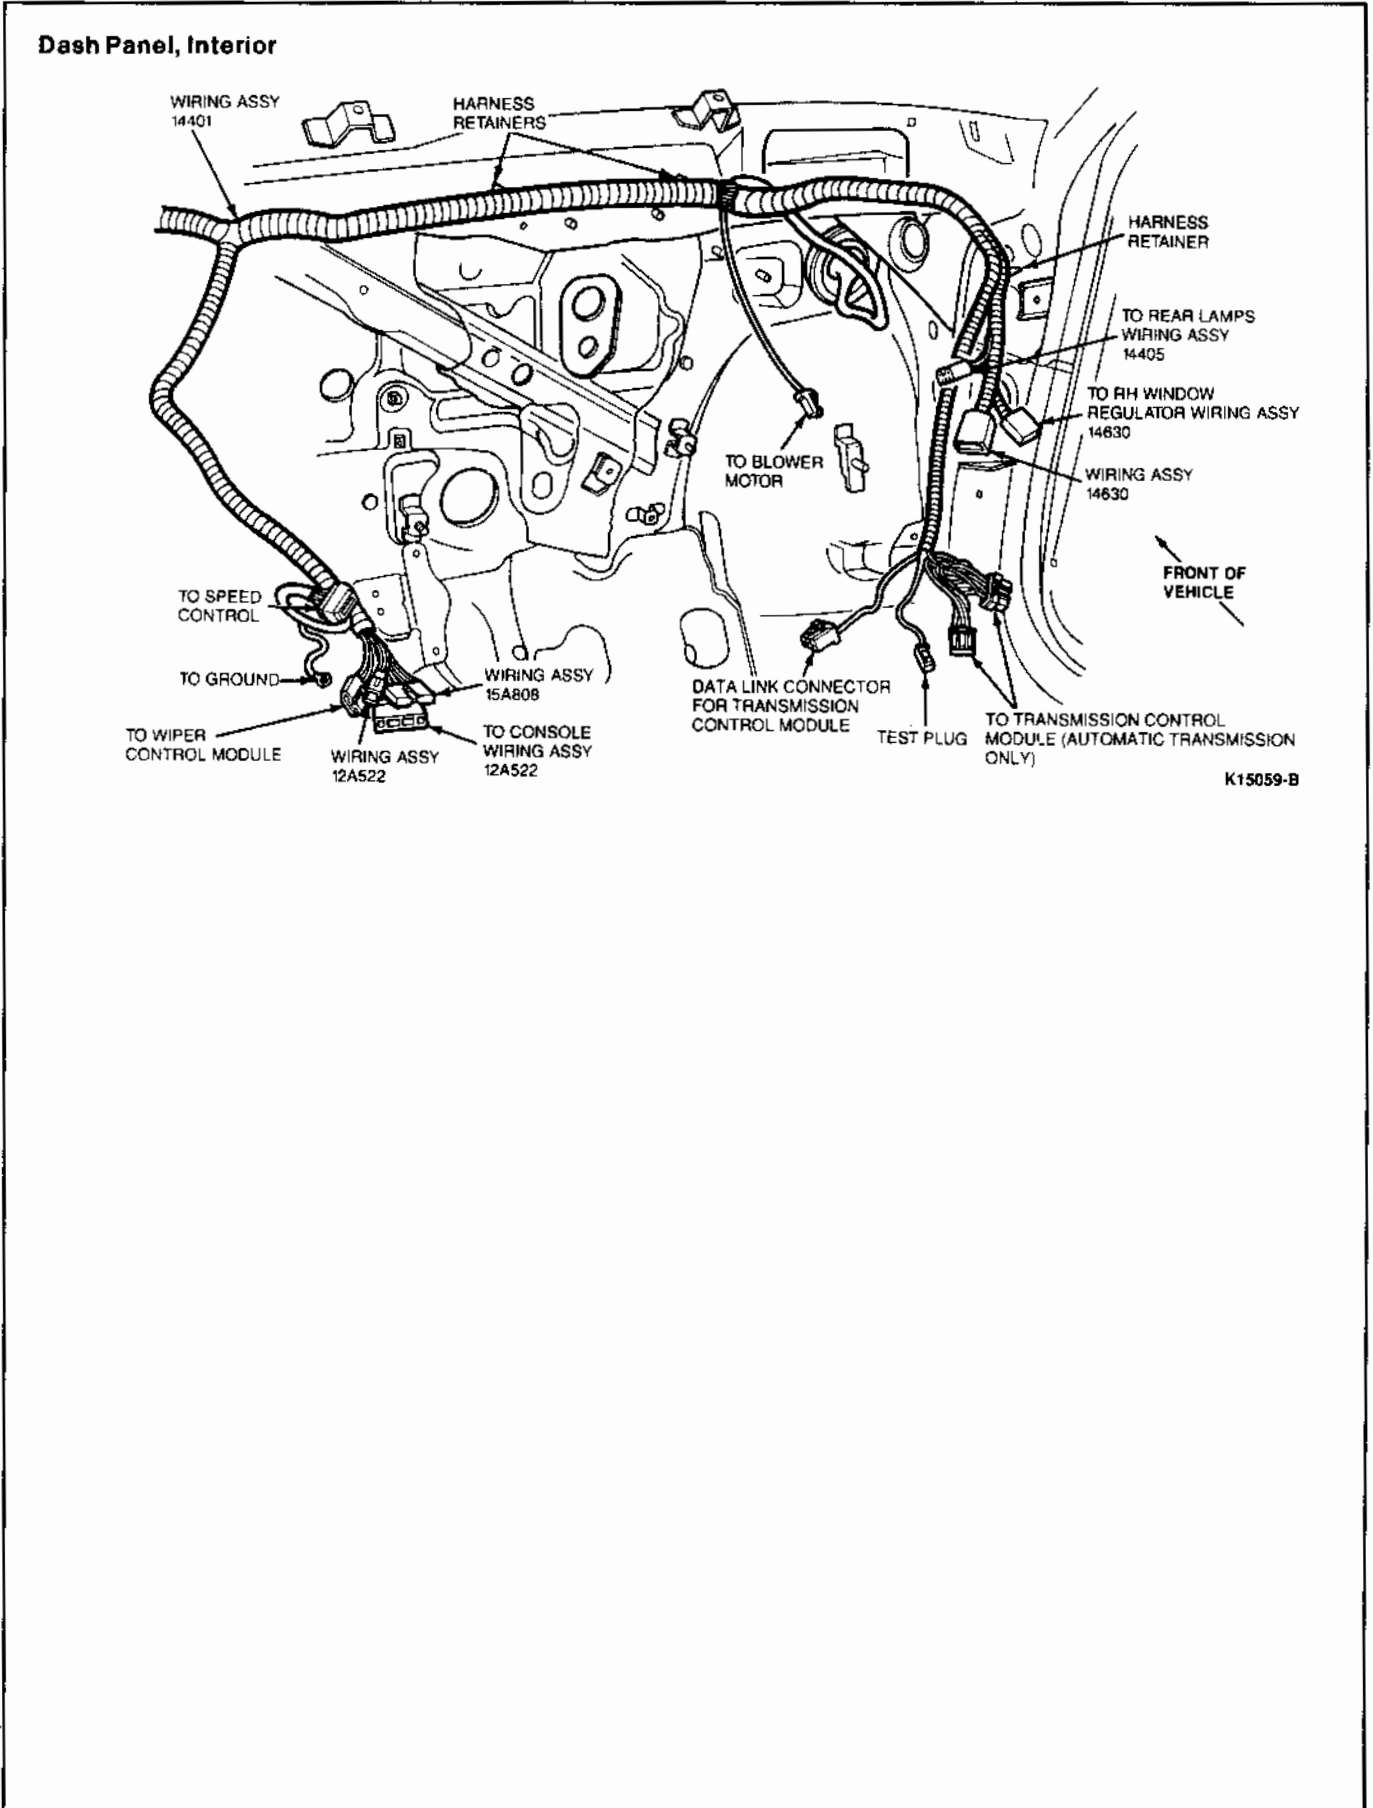 Dash Panel, Interior
WIRING ASSY
14401
HARNESS
RETAINERS
HARNESS
RETAINER
TO REAR LAMPS
WIRING ASSY
14405
TO RH WINDOW
REGULATOR WIRING ASSY
14630
WIRING ASSY
14630
TO BLOWER
MOTOR
FRONT OF
VEHICLE
TO SPEED
CONTROL
TO GROUND
TO WIPER
CONTROL MODULE
WIRING ASSY
12A522
WIRING ASSY
15A808
TO CONSOLE
WIRING ASSY
12A522
DATA LINK CONNECTOR
FOR TRANSMISSION
CONTROL MODULE
TEST PLUG
TO TRANSMISSION CONTROL
MODULE (AUTOMATIC TRANSMISSION
ONLY)
K15059-B